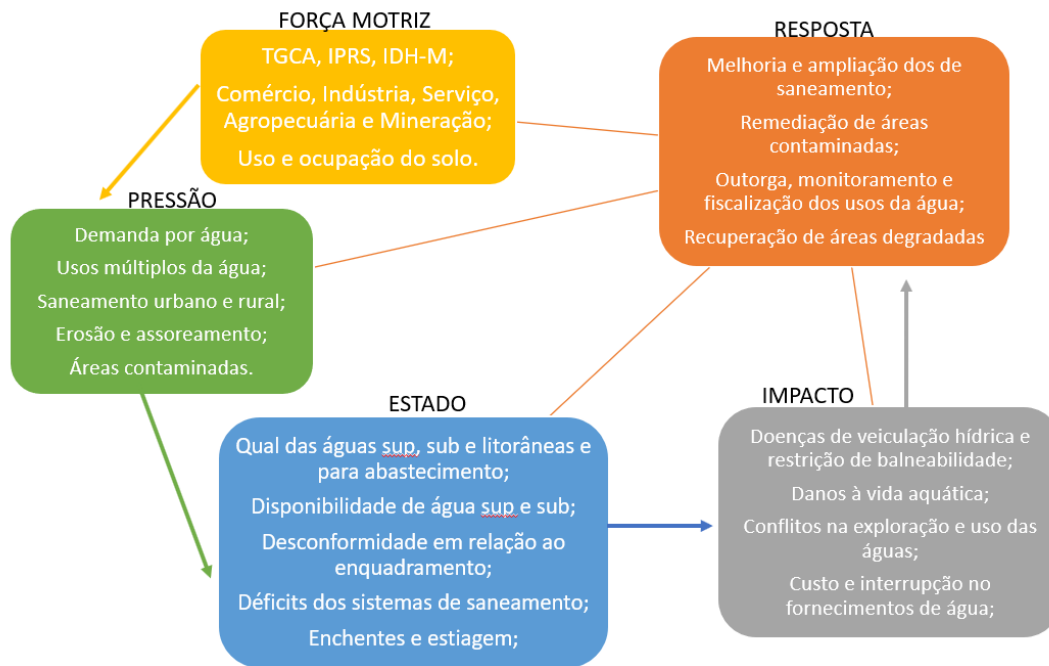 FORÇA MOTRIZ
TGCA, IPRS, IDH-M;
Comércio, Indústria, Serviço,
Agropecuária e Mineração;
Uso e ocupação do solo.
RESPOSTA
Melhoria e ampliação dos de
saneamento;
Remediação de áreas
contaminadas;
Outorga, monitoramento e
fiscalização dos usos da água;
Recuperação de áreas degradadas
PRESSÃO
Demanda por água;
Usos múltiplos da água;
Saneamento urbano e rural;
Erosão e assoreamento;
Áreas contaminadas.
ESTADO
Qual das águas sup, sub e litorâneas e
para abastecimento;
Disponibilidade de água sup e sub;
Desconformidade em relação ao
enquadramento;
Déficits dos sistemas de saneamento;
Enchentes e estiagem;
IMPACTO
Doenças de veiculação hídrica e
restrição de balneabilidade;
Danos à vida aquática;
Conflitos na exploração e uso das
águas;
Custo e interrupção no
fornecimentos de água;